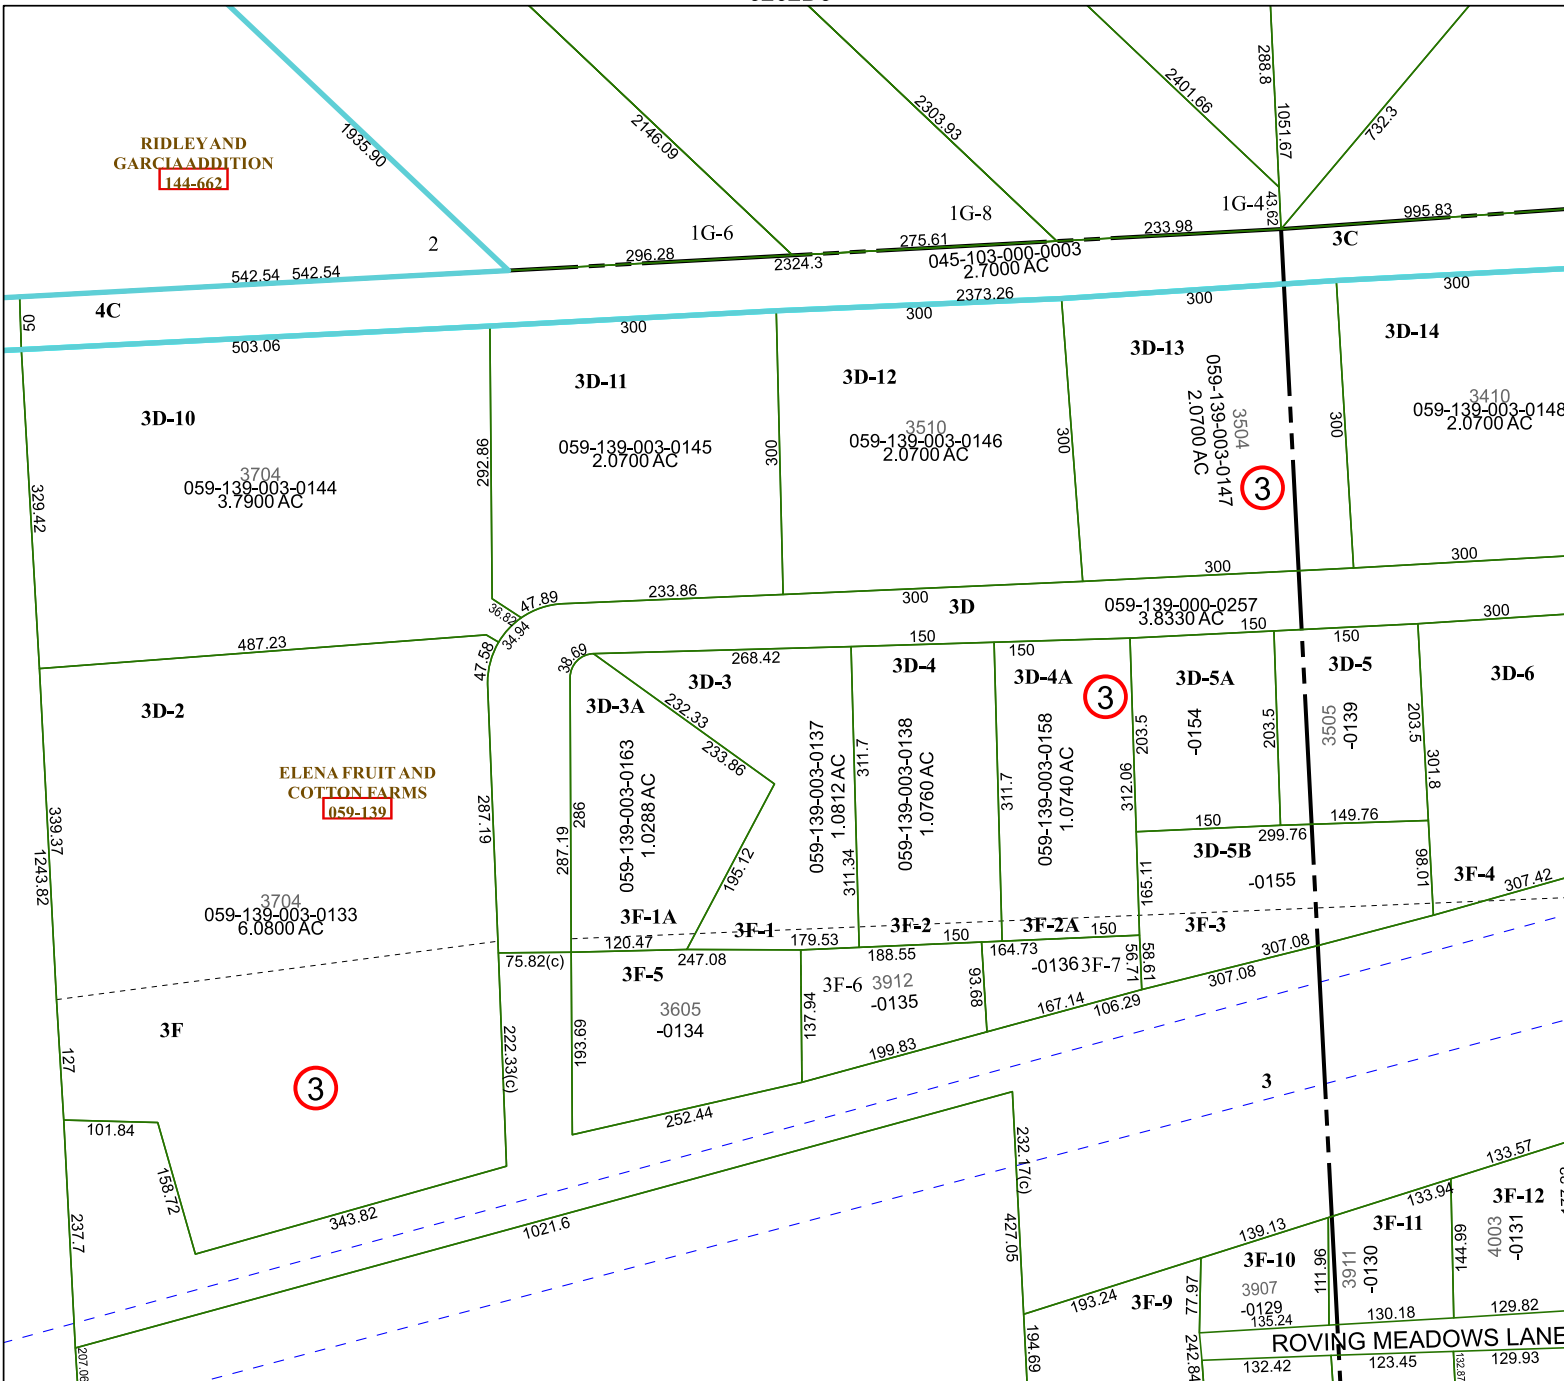 288.8
2401.66
1051.67
732.3
1935.90
2146.09
2303.93
RIDLEY AND
GARCIA ADDITION
144-662
43.62
1G-4
995.83
1G-8
1G-6
2
233.98
275.61
296.28
2324.3
3C
045-103-000-0003
2.7000 AC
542.54 542.54
2373.26
300
300
300
300
4C
50
503.06
3D-10
3D-11
3D-12
3D-13
3D-14
3704
059-139-003-0144
3.7900 AC
059-139-003-0145
2.0700 AC
3510
059-139-003-0146
2.0700 AC
3504
059-139-003-0147
2.0700 AC
3410
059-139-003-0148
2.0700 AC
329.42
292.86
300
300
300
3
300
300
300
233.86
47.89
36.82
34.94
47.58
38.69
3D
059-139-000-0257
3.8330 AC
487.23
268.42
150
150
150
150
300
3D-2
3D-3A
3D-3
3D-4
3D-4A
3
3D-5A
3D-5
3D-6
232.33
233.86
195.12
ELENA FRUIT AND
COTTON FARMS
059-139
339.37
1243.82
287.19
287.19
286
059-139-003-0163
1.0288 AC
059-139-003-0137
1.0812 AC
311.7
311.34
059-139-003-0138
1.0760 AC
311.7
059-139-003-0158
1.0740 AC
203.5
312.06
-0154
203.5
3505
-0139
203.5
301.8
150
299.76
149.76
3D-5B
-0155
98.01
165.11
3F-4
307.42
3704
059-139-003-0133
6.0800 AC
3F-1A
3F-1
3F-2
3F-2A
3F-3
120.47
179.53
150
150
75.82(c)
247.08
188.55
164.73
56.71
58.61
307.08
307.08
3F-5
3F-6
3912
-0135
-0136
3F-7
3605
-0134
193.69
137.94
93.68
167.14
106.29
199.83
252.44
3F
127
222.33(c)
3
3
101.84
158.72
237.7
343.82
1021.6
207.06
232.17(c)
427.05
194.69
193.24
139.13
133.94
133.57
3F-9
3F-10
3F-11
3F-12
3907
-0129
3911
-0130
4003
-0131
77.97
111.96
144.99
135.24
130.18
129.82
ROVING MEADOWS LANE
242.84
132.42
123.45
132.87
129.93